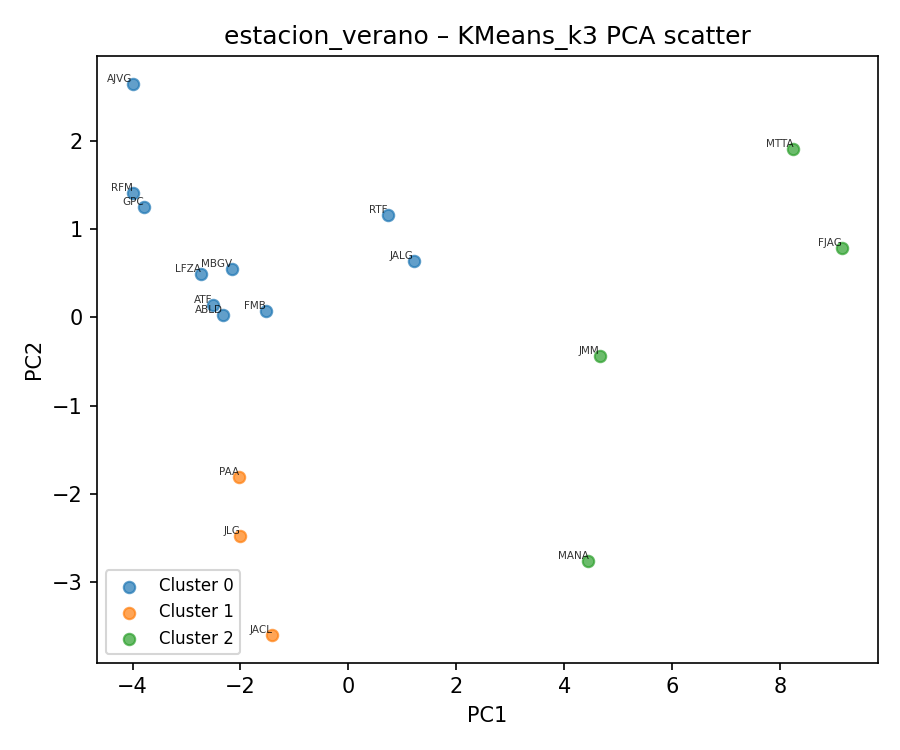 estacion_verano – KMeans_k3 PCA scatter
AJVG
MTTA
RFM
GPC
RTF
FJAG
JALG
MBGV
LFZA
ATF
FMB
ABLD
JMM
PAA
JLG
MANA
JACL
2
1
0
−1
−2
−3
PC2
Cluster 0
Cluster 1
Cluster 2
−4 −2 0 2 4 6 8
PC1